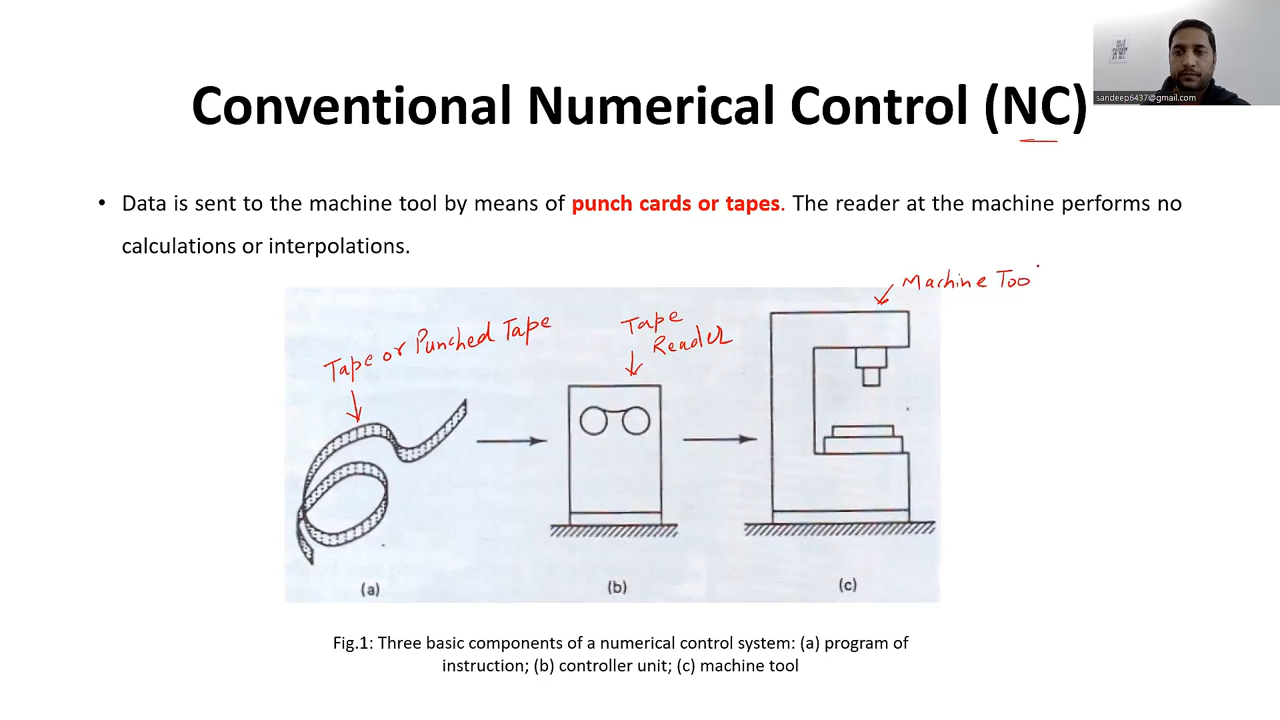 Conventional Numerical Control (NC)
sandeep6437@gmail.com
• Data is sent to the machine tool by means of punch cards or tapes. The reader at the machine performs no
calculations or interpolations.
Machine Too
Tape or Punched Tape
Tape
Reader
(a)
(b)
(c)
Fig.1: Three basic components of a numerical control system: (a) program of
instruction; (b) controller unit; (c) machine tool